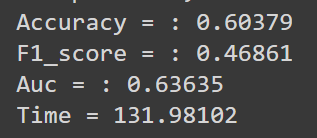 Accuracy = : 0.60379
F1_score = : 0.46861
Auc = : 0.63635
Time = 131.98102